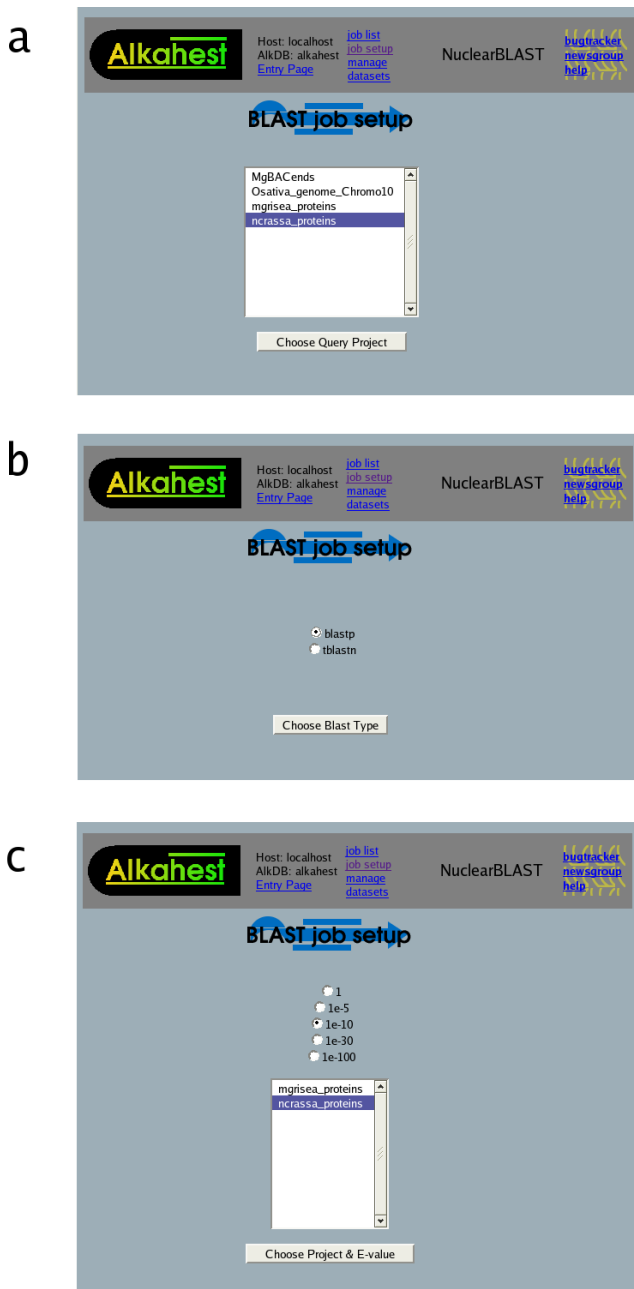 a
Alkahest
Host: localhost
AlkDB: alkahest
Entry Page
job list
job setup
manage
datasets
NuclearBLAST
bugtracker
newsgroup
help
BLAST job setup
MgBACends
Osativa_genome_Chromo10
mgrisea_proteins
ncrassa_proteins
Choose Query Project
b
Alkahest
Host: localhost
AlkDB: alkahest
Entry Page
job list
job setup
manage
datasets
NuclearBLAST
bugtracker
newsgroup
help
BLAST job setup
blastp
tblastn
Choose Blast Type
c
Alkahest
Host: localhost
AlkDB: alkahest
Entry Page
job list
job setup
manage
datasets
NuclearBLAST
bugtracker
newsgroup
help
BLAST job setup
1
1e-5
1e-10
1e-30
1e-100
mgrisea_proteins
ncrassa_proteins
Choose Project & E-value